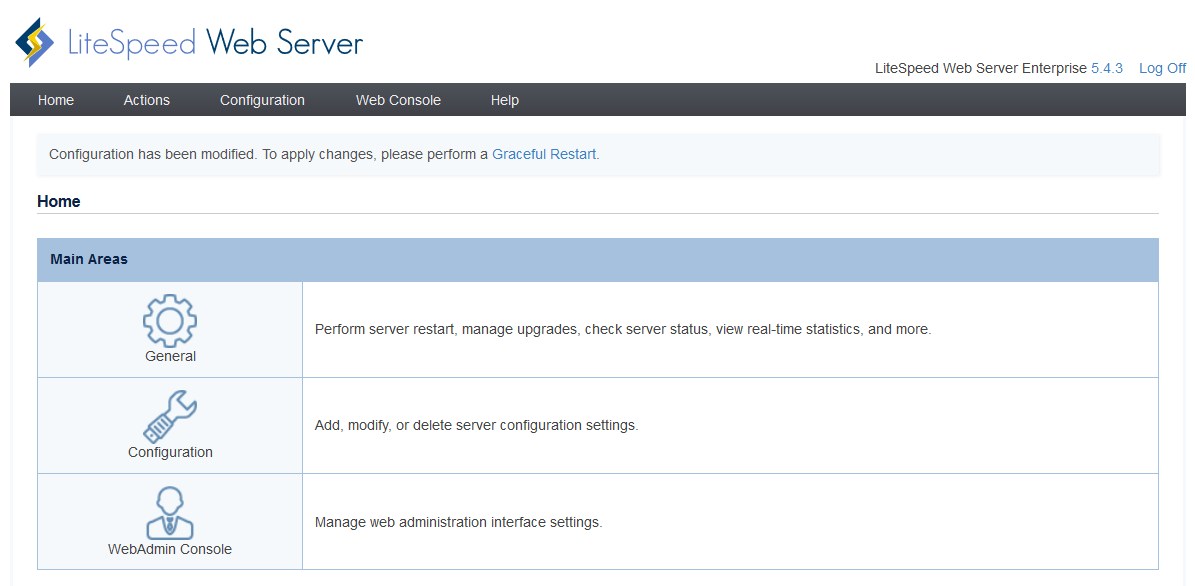 LiteSpeed Web Server
LiteSpeed Web Server Enterprise 5.4.3 Log Off
Home Actions Configuration Web Console Help
Configuration has been modified. To apply changes, please perform a Graceful Restart.
Home
Main Areas
General
Perform server restart, manage upgrades, check server status, view real-time statistics, and more.
Configuration
Add, modify, or delete server configuration settings.
WebAdmin Console
Manage web administration interface settings.